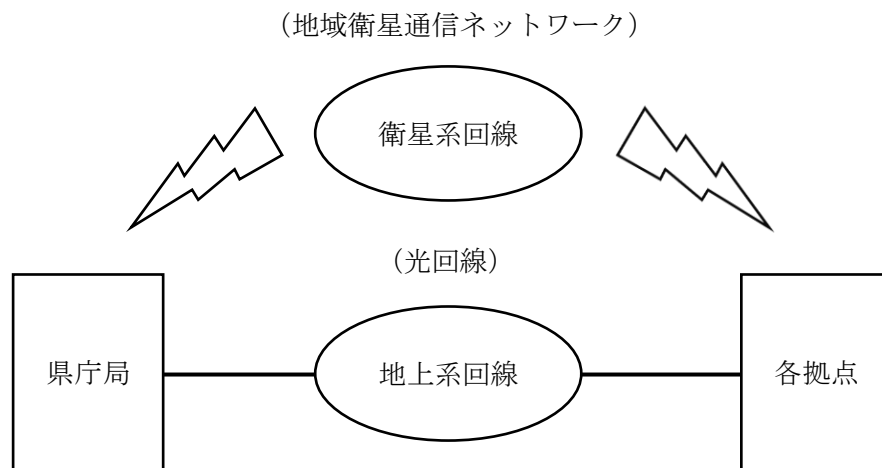 （地域衛星通信ネットワーク）
衛星系回線
（光回線）
県庁局
地上系回線
各拠点